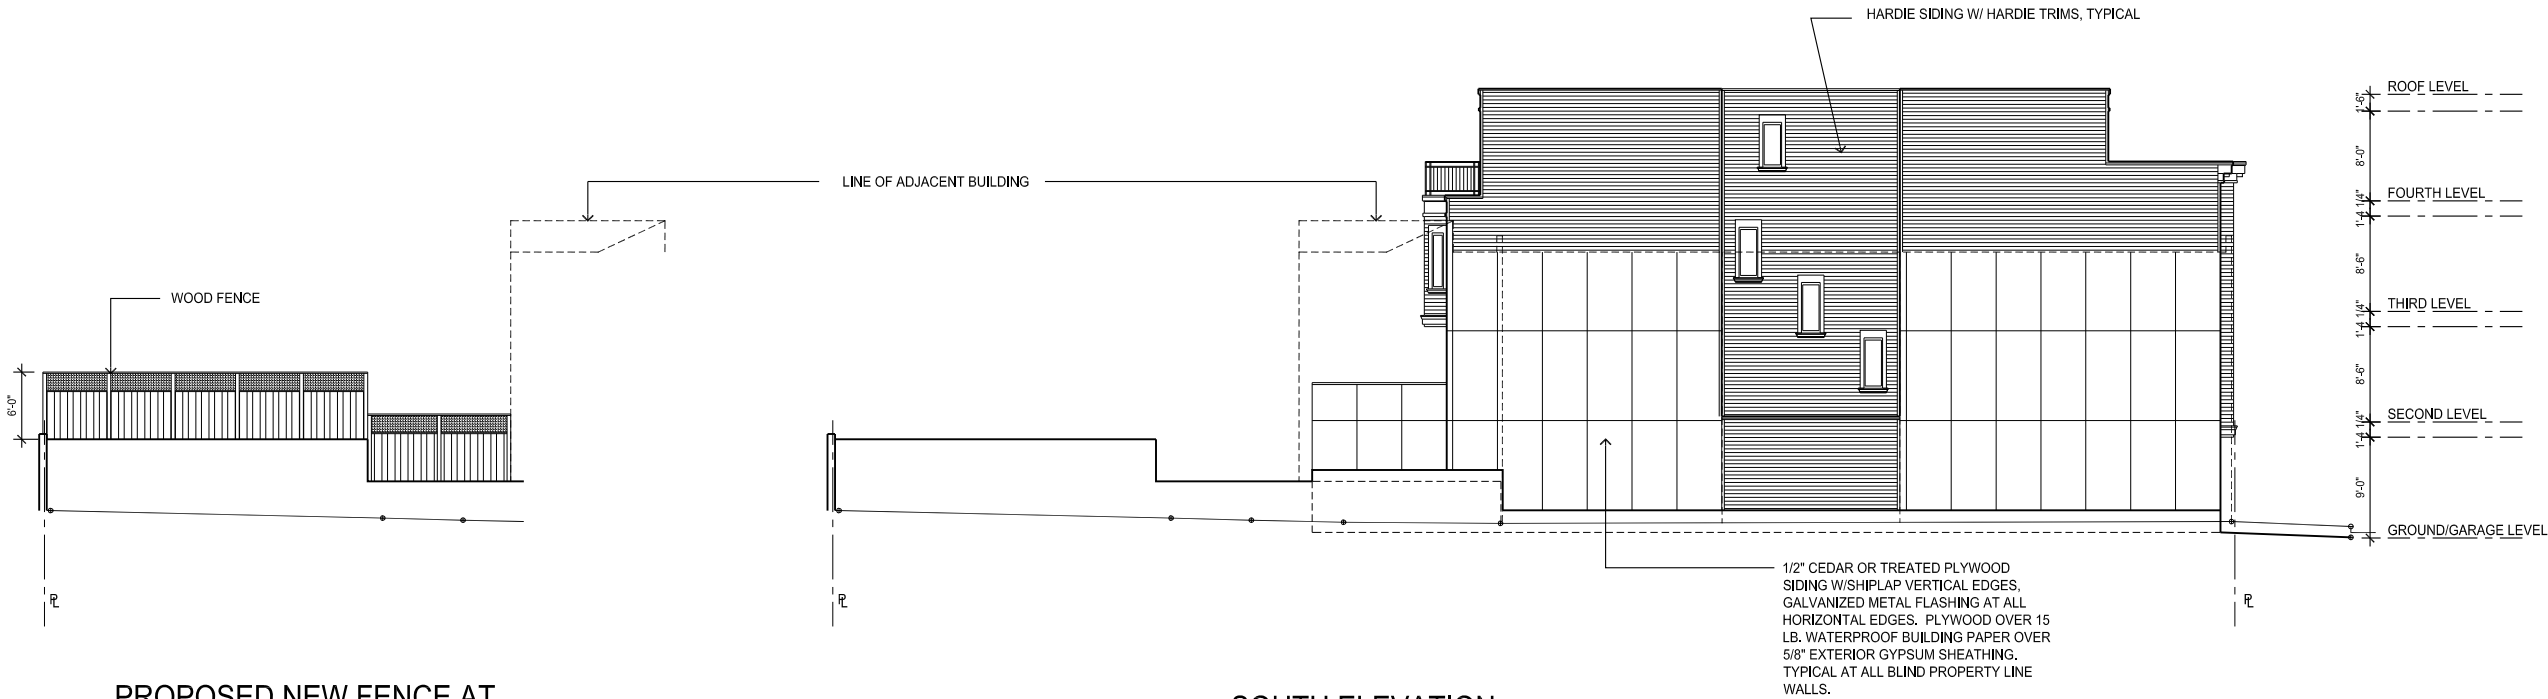 HARDIE SIDING W/ HARDIE TRIMS, TYPICAL
ROOF LEVEL
1'-6"
8'-0"
LINE OF ADJACENT BUILDING
FOURTH LEVEL
1'-4 1/4"
8'-6"
WOOD FENCE
THIRD LEVEL
1'-4 1/4"
8'-6"
6'-0"
SECOND LEVEL
1'-4 1/4"
9'-0"
GROUND/GARAGE LEVEL
1/2" CEDAR OR TREATED PLYWOOD
SIDING W/SHIPLAP VERTICAL EDGES,
GALVANIZED METAL FLASHING AT ALL
HORIZONTAL EDGES. PLYWOOD OVER 15
LB. WATERPROOF BUILDING PAPER OVER
5/8" EXTERIOR GYPSUM SHEATHING.
TYPICAL AT ALL BLIND PROPERTY LINE
WALLS.
PL
PL
PL
PROPOSED NEW FENCE AT
SOUTH ELEVATION